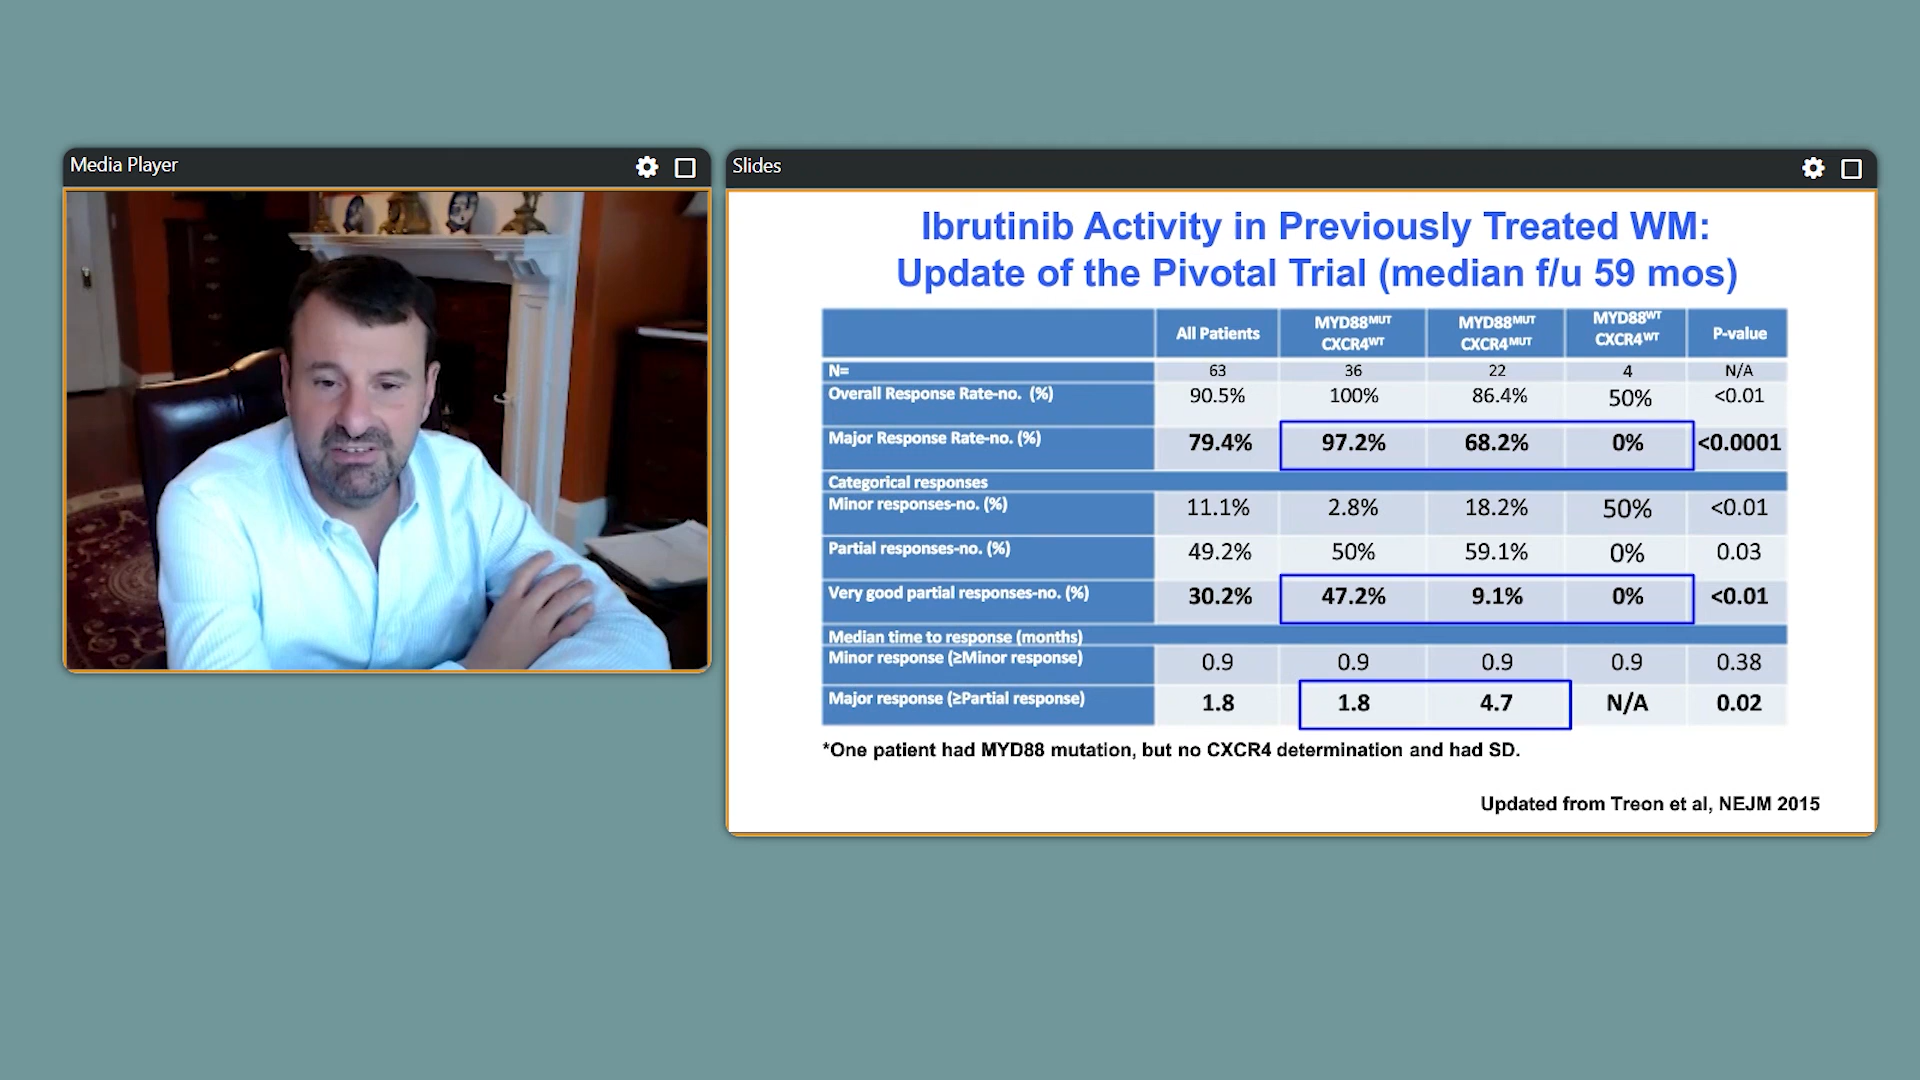 Media Player
Slides
Ibrutinib Activity in Previously Treated WM:
Update of the Pivotal Trial (median f/u 59 mos)
All Patients MYD88MUT CXCR4WT MYD88MUT CXCR4MUT MYD88WT CXCR4WT P-value
N= 63 36 22 4 N/A
Overall Response Rate-no. (%) 90.5% 100% 86.4% 50% <0.01
Major Response Rate-no. (%) 79.4% 97.2% 68.2% 0% <0.0001
Categorical responses
Minor responses-no. (%) 11.1% 2.8% 18.2% 50% <0.01
Partial responses-no. (%) 49.2% 50% 59.1% 0% 0.03
Very good partial responses-no. (%) 30.2% 47.2% 9.1% 0% <0.01
Median time to response (months)
Minor response (≥Minor response) 0.9 0.9 0.9 0.9 0.38
Major response (≥Partial response) 1.8 1.8 4.7 N/A 0.02
*One patient had MYD88 mutation, but no CXCR4 determination and had SD.
Updated from Treon et al, NEJM 2015